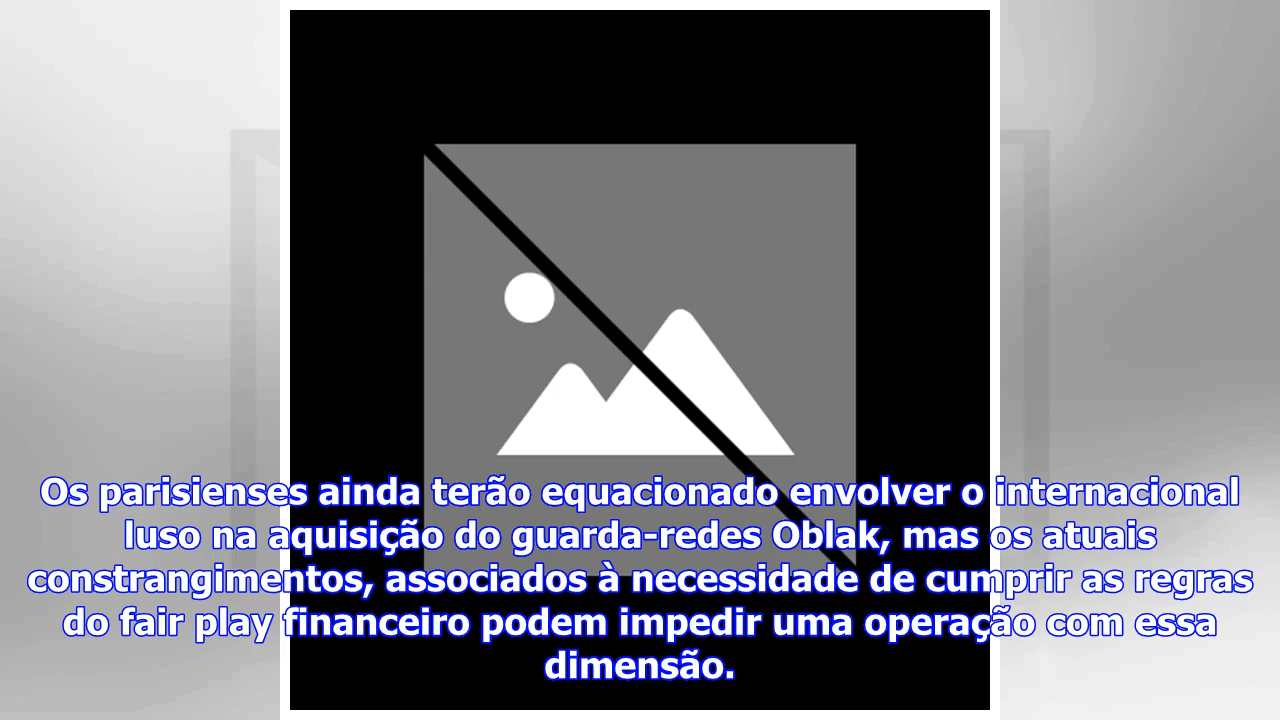 Os parisienses ainda terão equacionado envolver o internacional
luso na aquisição do guarda-redes Oblak, mas os atuais
constrangimentos, associados à necessidade de cumprir as regras
do fair play financeiro podem impedir uma operação com essa
dimensão.